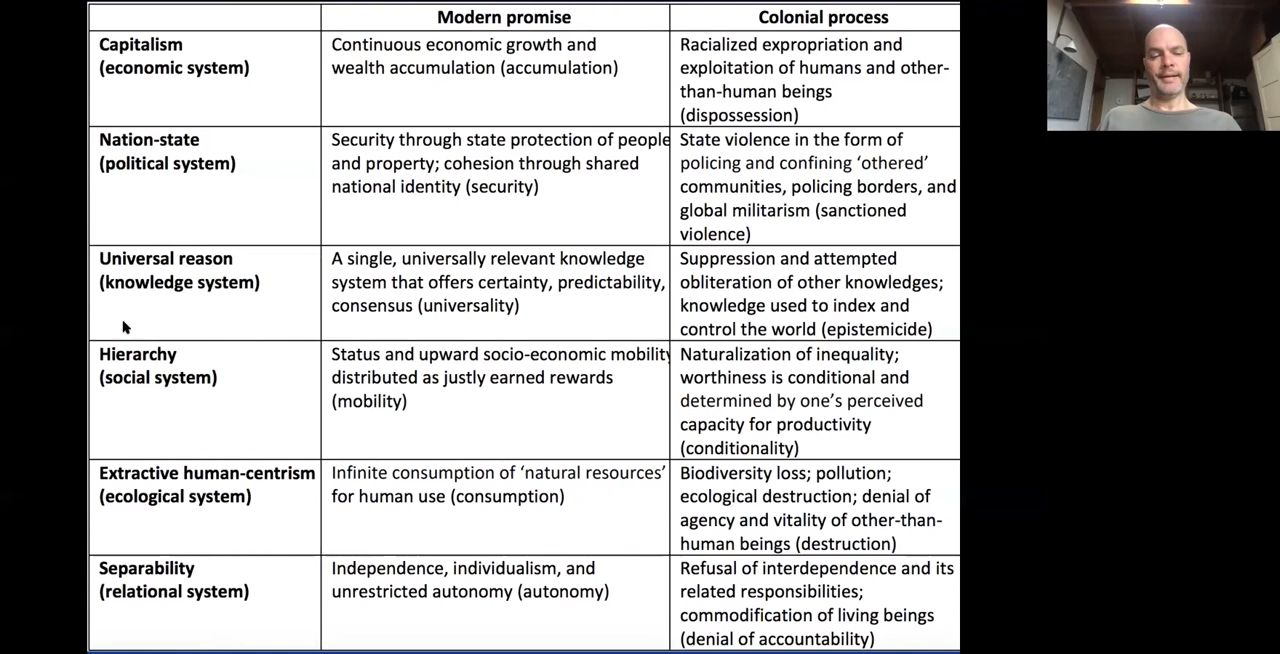 Modern promise
Colonial process
Capitalism
(economic system)
Continuous economic growth and
wealth accumulation (accumulation)
Racialized expropriation and
exploitation of humans and other-
than-human beings
(dispossession)
Nation-state
(political system)
Security through state protection of people
and property; cohesion through shared
national identity (security)
State violence in the form of
policing and confining ‘othered’
communities, policing borders, and
global militarism (sanctioned
violence)
Universal reason
(knowledge system)
A single, universally relevant knowledge
system that offers certainty, predictability,
consensus (universality)
Suppression and attempted
obliteration of other knowledges;
knowledge used to index and
control the world (epistemicide)
Hierarchy
(social system)
Status and upward socio-economic mobility
distributed as justly earned rewards
(mobility)
Naturalization of inequality;
worthiness is conditional and
determined by one’s perceived
capacity for productivity
(conditionality)
Extractive human-centrism
(ecological system)
Infinite consumption of ‘natural resources’
for human use (consumption)
Biodiversity loss; pollution;
ecological destruction; denial of
agency and vitality of other-than-
human beings (destruction)
Separability
(relational system)
Independence, individualism, and
unrestricted autonomy (autonomy)
Refusal of interdependence and its
related responsibilities;
commodification of living beings
(denial of accountability)